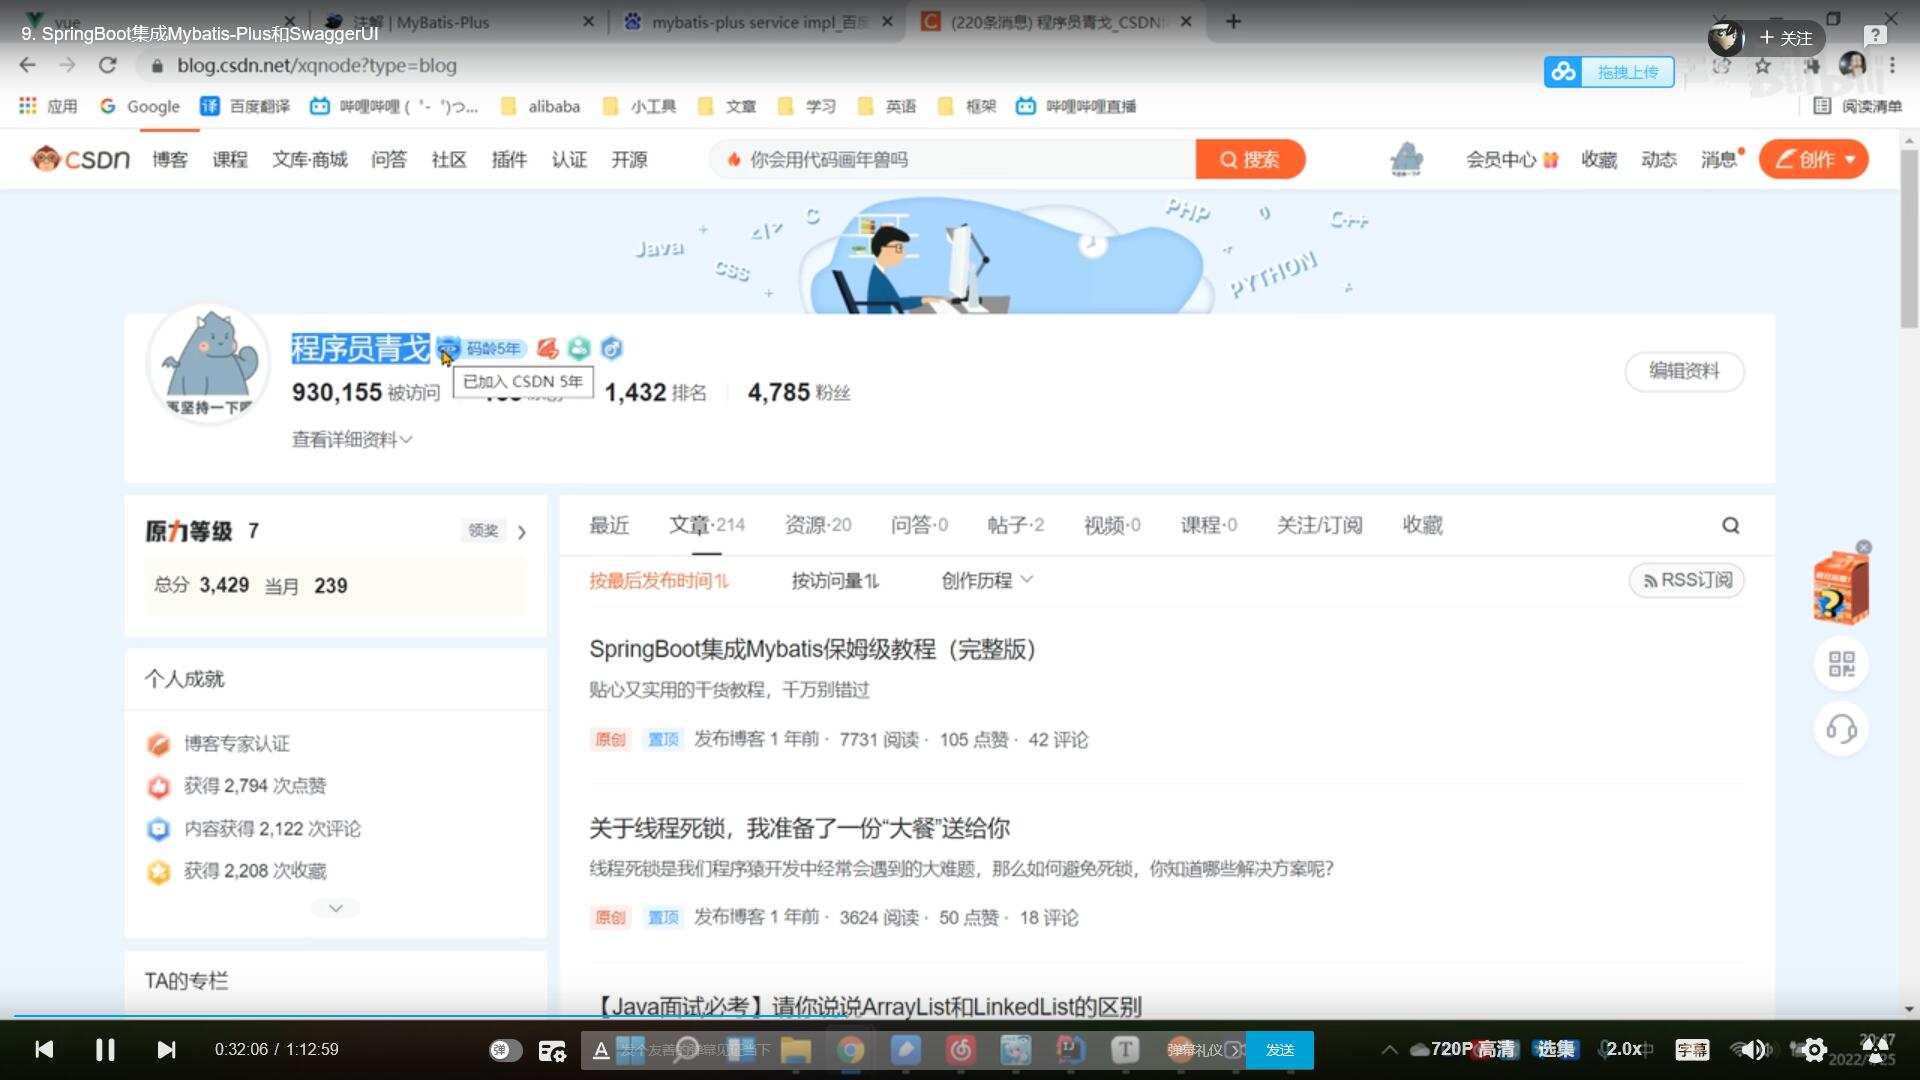 vue
注解 | MyBatis-Plus
mybatis-plus service impl_百度
(220条消息) 程序员青戈_CSDN
9. SpringBoot集成Mybatis-Plus和SwaggerUI
+ 关注
blog.csdn.net/xqnode?type=blog
拖拽上传
应用
Google
百度翻译
哔哩哔哩 ( ゜- ゜)つ...
alibaba
小工具
文章
学习
英语
框架
哔哩哔哩直播
阅读清单
CSDN
博客
课程
文库·商城
问答
社区
插件
认证
开源
你会用代码画年兽吗
搜索
会员中心
收藏
动态
消息
创作
Java
CSS
C
PHP
C++
PYTHON
程序员青戈
码龄5年
已加入 CSDN 5年
930,155 被访问
1,432 排名
4,785 粉丝
编辑资料
再坚持一下
查看详细资料
原力等级 7
领奖
总分 3,429 当月 239
最近
文章·214
资源·20
问答·0
帖子·2
视频·0
课程·0
关注/订阅
收藏
按最后发布时间
按访问量
创作历程
RSS订阅
SpringBoot集成Mybatis保姆级教程（完整版）
贴心又实用的干货教程，千万别错过
原创 置顶 发布博客 1 年前 · 7731 阅读 · 105 点赞 · 42 评论
个人成就
博客专家认证
获得 2,794 次点赞
内容获得 2,122 次评论
获得 2,208 次收藏
关于线程死锁，我准备了一份“大餐”送给你
线程死锁是我们程序猿开发中经常会遇到的大难题，那么如何避免死锁，你知道哪些解决方案呢？
原创 置顶 发布博客 1 年前 · 3624 阅读 · 50 点赞 · 18 评论
TA的专栏
【Java面试必考】请你说说ArrayList和LinkedList的区别
0:32:06 / 1:12:59
弹
发个友善的弹幕见证当下
弹幕礼仪
发送
720P 高清
选集
2.0x
字幕
20:47